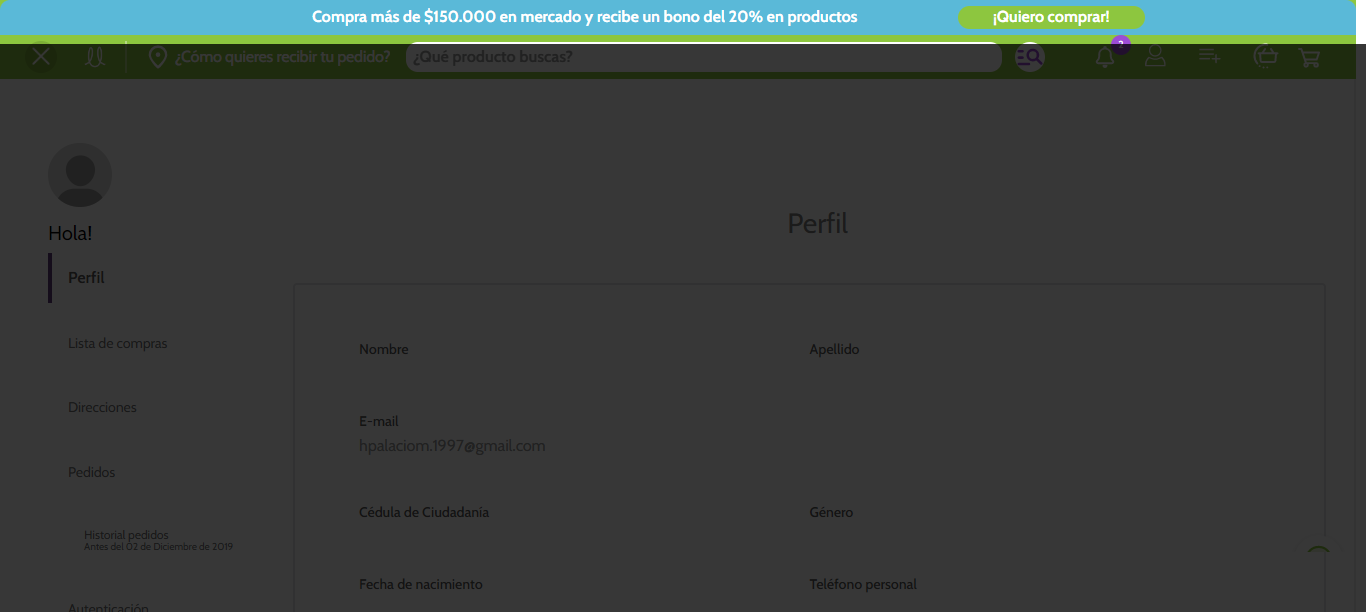 Compra más de $150.000 en mercado y recibe un bono del 20% en productos
¡Quiero comprar!
¿Cómo quieres recibir tu pedido?
¿Qué producto buscas?
2
Hola!
Perfil
Perfil
Lista de compras
Direcciones
Pedidos
Historial pedidos
Antes del 02 de Diciembre de 2019
Autenticación
Nombre
Apellido
E-mail
hpalaciom.1997@gmail.com
Cédula de Ciudadanía
Género
Fecha de nacimiento
Teléfono personal